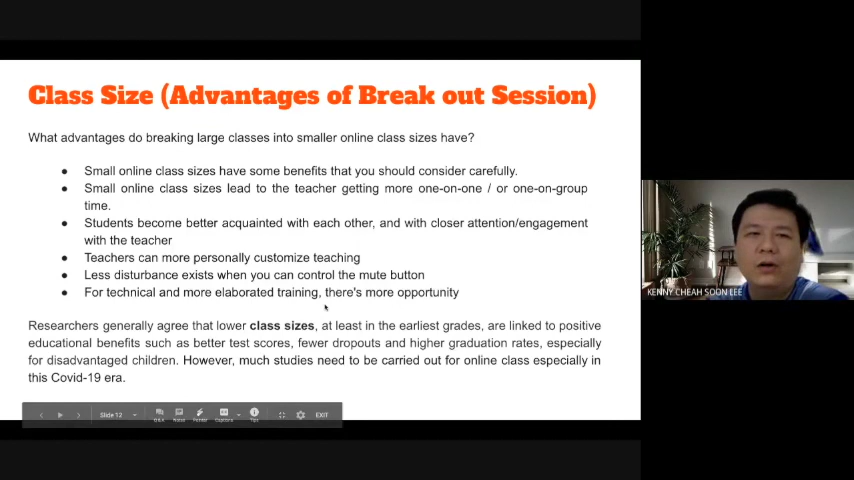 Class Size (Advantages of Break out Session)
What advantages do breaking large classes into smaller online class sizes have?
● Small online class sizes have some benefits that you should consider carefully.
● Small online class sizes lead to the teacher getting more one-on-one / or one-on-group
time.
● Students become better acquainted with each other, and with closer attention/engagement
with the teacher
● Teachers can more personally customize teaching
● Less disturbance exists when you can control the mute button
● For technical and more elaborated training, there's more opportunity
Researchers generally agree that lower class sizes, at least in the earliest grades, are linked to positive
educational benefits such as better test scores, fewer dropouts and higher graduation rates, especially
for disadvantaged children. However, much studies need to be carried out for online class especially in
this Covid-19 era.
Slide 12
Q&A Notes Pointer Captions Tips EXIT
KENNY CHEAH SOON LEE